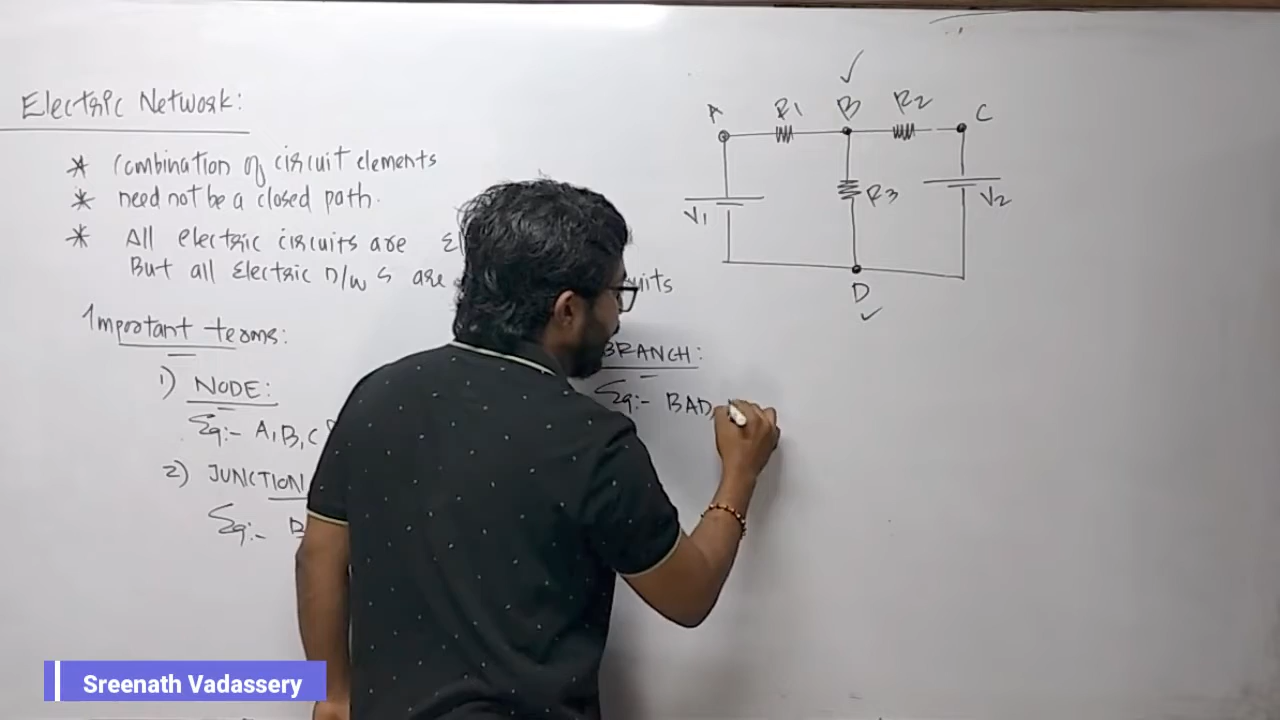 Electric Network:
* Combination of circuit elements
* need not be a closed path.
* All electric circuits are
But all Electric n/w s are
Important terms:
1) NODE:
Eg:- A, B, C
2) JUNCTION
Eg:- B
BRANCH:
Eg:- BAD,
A R1 B R2 C
V1 R3 V2
D
Sreenath Vadassery